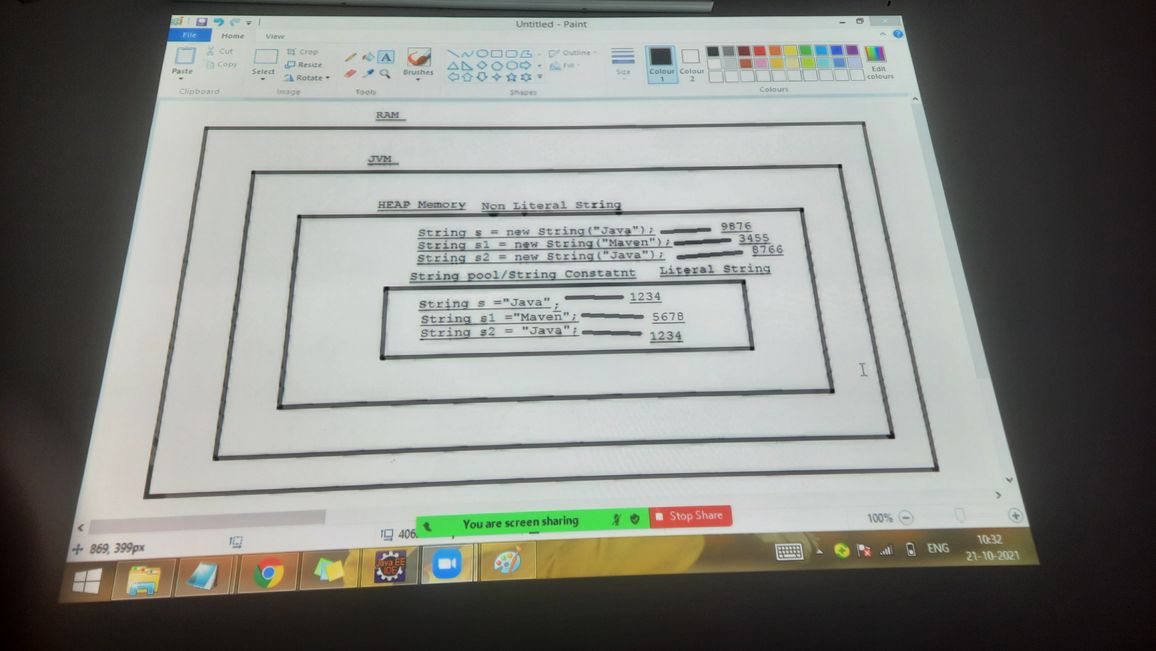 Untitled - Paint
File Home View
Paste
Cut
Copy
Clipboard
Select
Crop
Resize
Rotate
Image
A
Tools
Brushes
Shapes
Outline
Fill
Size
Colour 1
Colour 2
Edit colours
Colours
RAM
JVM
HEAP Memory Non Literal String
String s = new String("Java"); 9876
String s1 = new String("Maven"); 3455
String s2 = new String("Java"); 8766
String pool/String Constatnt Literal String
String s ="Java"; 1234
String s1 ="Maven"; 5678
String s2 = "Java"; 1234
100%
You are screen sharing
Stop Share
869, 399px
406
Java EE
IDE
ENG
10:32
21-10-2021